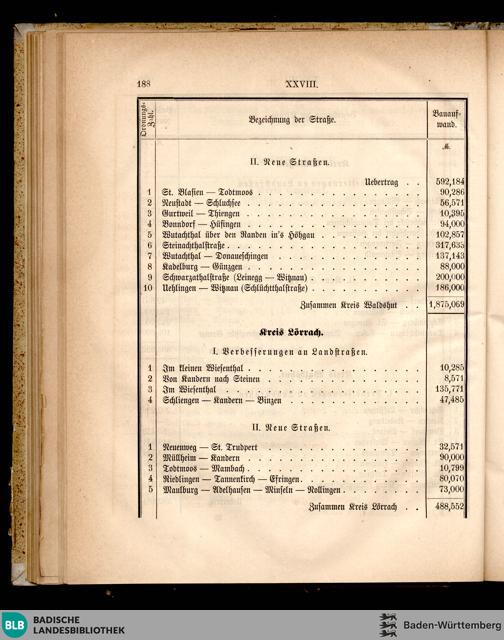 188 XXVIII.
Ordnungs-Zahl. Bezeichnung der Straße. Bauauf-wand.
ℳ.
II. Neue Straßen.
Uebertrag . . 592,184
1 St. Blasien — Todtmoos 90,286
2 Neustadt — Schluchsee 56,571
3 Gurtweil — Thiengen 10,395
4 Bonndorf — Hüfingen 94,000
5 Wutachthal über den Randen in's Höhgau 102,857
6 Steinachthalstraße 317,635
7 Wutachthal — Donaueschingen 137,143
8 Kadelburg — Günzgen 88,000
9 Schwarzathalstraße (Leinegg — Witznau) 200,000
10 Uehlingen — Witznau (Schlüchtthalstraße) 186,000
Zusammen Kreis Waldshut . . 1,875,069
Kreis Lörrach.
I. Verbesserungen an Landstraßen.
1 Im kleinen Wiesenthal 10,285
2 Von Kandern nach Steinen 8,571
3 Im Wiesenthal 135,771
4 Schliengen — Kandern — Binzen 47,485
II. Neue Straßen.
1 Neuenweg — St. Trudpert 32,571
2 Müllheim — Kandern 90,000
3 Todtmoos — Mambach 10,799
4 Riedlingen — Tannenkirch — Efringen 80,070
5 Maulburg — Adelhausen — Minseln — Nollingen 73,000
Zusammen Kreis Lörrach . . 488,552
BLB BADISCHE
LANDESBIBLIOTHEK
Baden-Württemberg